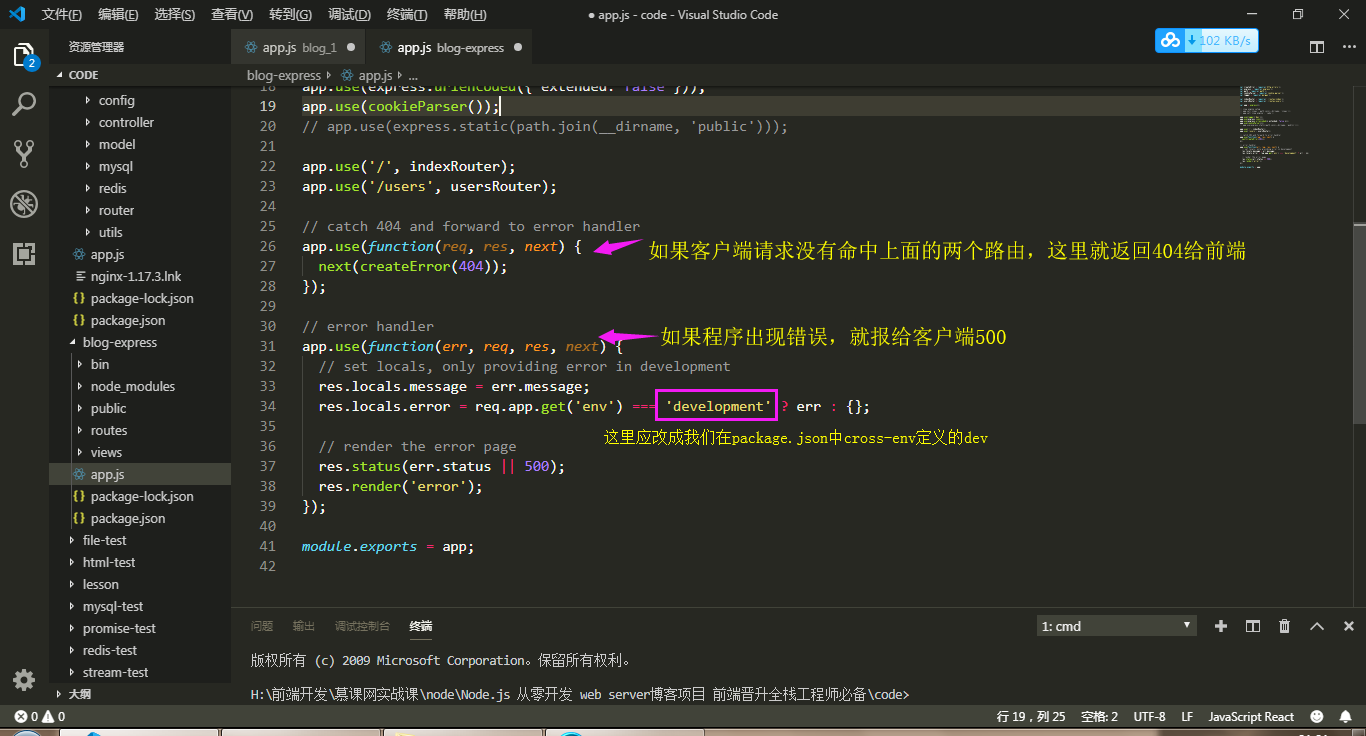 文件(F) 编辑(E) 选择(S) 查看(V) 转到(G) 调试(D) 终端(T) 帮助(H) ● app.js - code - Visual Studio Code
102 KB/s
2
资源管理器
app.js blog_1 ●
app.js blog-express ●
CODE
blog-express › app.js › ...
config
controller
model
mysql
redis
router
utils
app.js
nginx-1.17.3.lnk
package-lock.json
package.json
blog-express
bin
node_modules
public
routes
views
app.js
package-lock.json
package.json
file-test
html-test
lesson
mysql-test
promise-test
redis-test
stream-test
大纲
18 app.use(express.urlencoded({ extended: false }));
19 app.use(cookieParser());
20 // app.use(express.static(path.join(__dirname, 'public')));
21
22 app.use('/', indexRouter);
23 app.use('/users', usersRouter);
24
25 // catch 404 and forward to error handler
26 app.use(function(req, res, next) {
如果客户端请求没有命中上面的两个路由，这里就返回404给前端
27 next(createError(404));
28 });
29
30 // error handler
31 app.use(function(err, req, res, next) {
如果程序出现错误，就报给客户端500
32 // set locals, only providing error in development
33 res.locals.message = err.message;
34 res.locals.error = req.app.get('env') === 'development' ? err : {};
35
这里应改成我们在package.json中cross-env定义的dev
36 // render the error page
37 res.status(err.status || 500);
38 res.render('error');
39 });
40
41 module.exports = app;
42
问题 输出 调试控制台 终端
1: cmd
版权所有 (c) 2009 Microsoft Corporation。保留所有权利。
H:\前端开发\慕课网实战课\node\Node.js 从零开发 web server博客项目 前端晋升全栈工程师必备\code>
0 0
行 19，列 25 空格: 2 UTF-8 LF JavaScript React